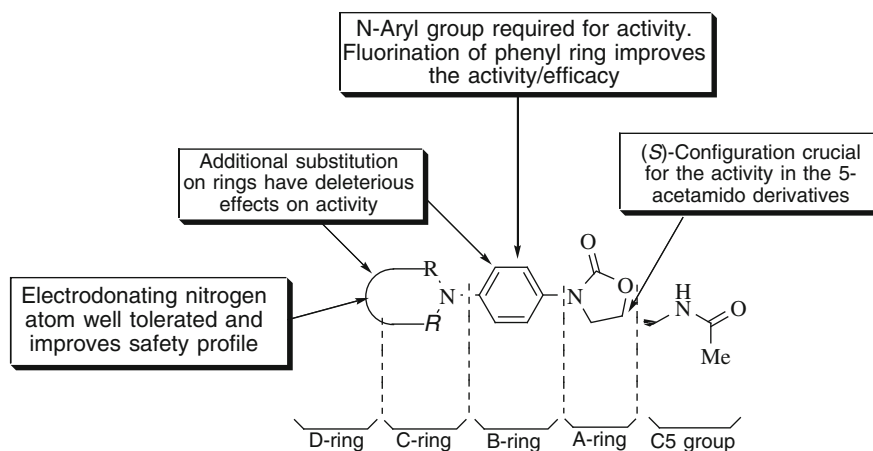 N-Aryl group required for activity.
Fluorination of phenyl ring improves
the activity/efficacy
Additional substitution
on rings have deleterious
effects on activity
(S)-Configuration crucial
for the activity in the 5-
acetamido derivatives
Electrodonating nitrogen
atom well tolerated and
improves safety profile
R
N
R
O
N
O
H
N
O
Me
D-ring
C-ring
B-ring
A-ring
C5 group